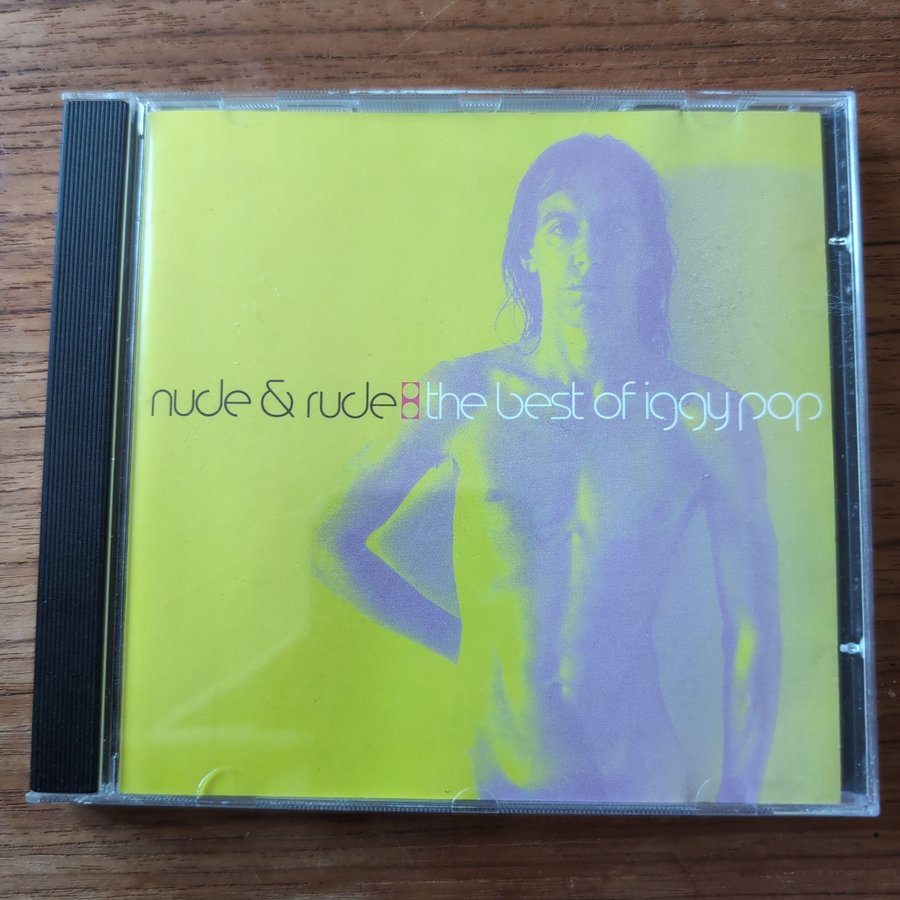 nude & rude: the best of iggy pop